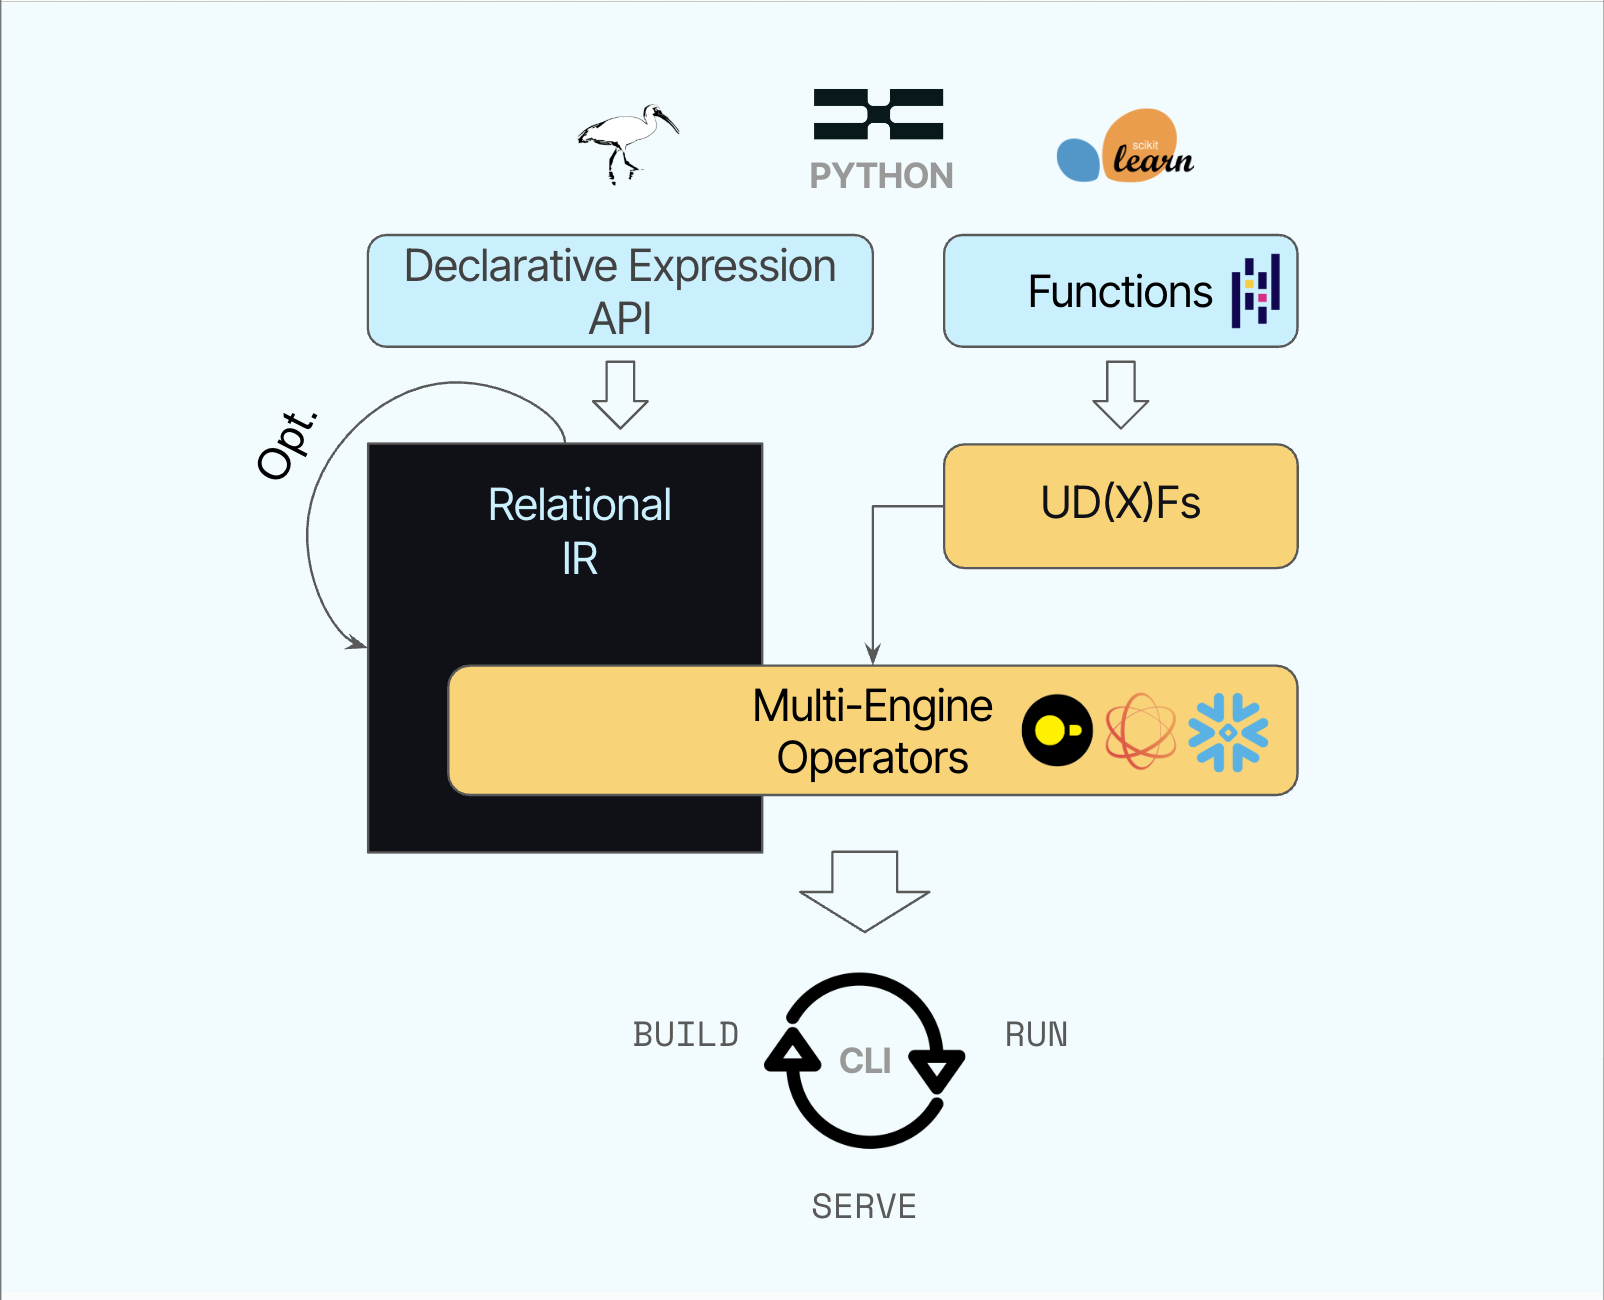 PYTHON
scikit
learn
Declarative Expression
API
Functions
Opt.
Relational
IR
UD(X)Fs
Multi-Engine
Operators
BUILD
CLI
RUN
SERVE